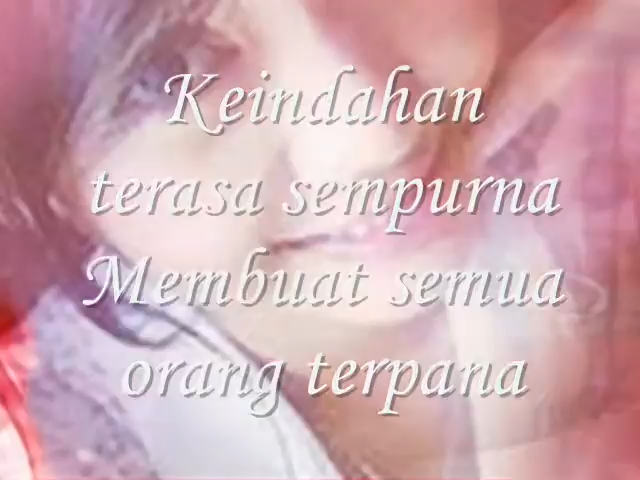 Keindahan
terasa sempurna
Membuat semua
orang terpana